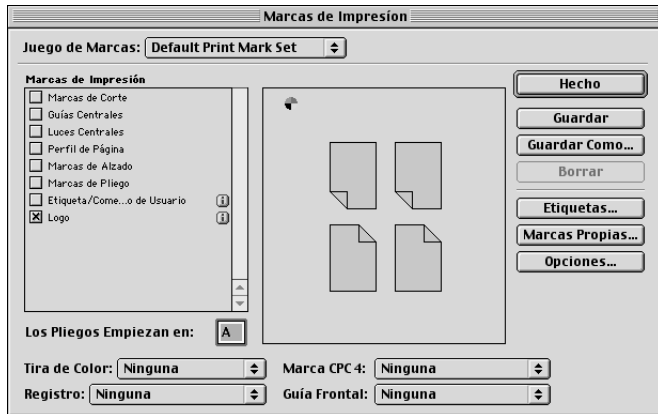 Marcas de Impresíon
Juego de Marcas: Default Print Mark Set
Marcas de Impresión
Marcas de Corte
Guías Centrales
Luces Centrales
Perfil de Página
Marcas de Alzado
Marcas de Pliego
Etiqueta/Come...o de Usuario
Logo
Los Pliegos Empiezan en: A
Hecho
Guardar
Guardar Como...
Borrar
Etiquetas...
Marcas Propias...
Opciones...
Tira de Color: Ninguna
Marca CPC 4: Ninguna
Registro: Ninguna
Guía Frontal: Ninguna